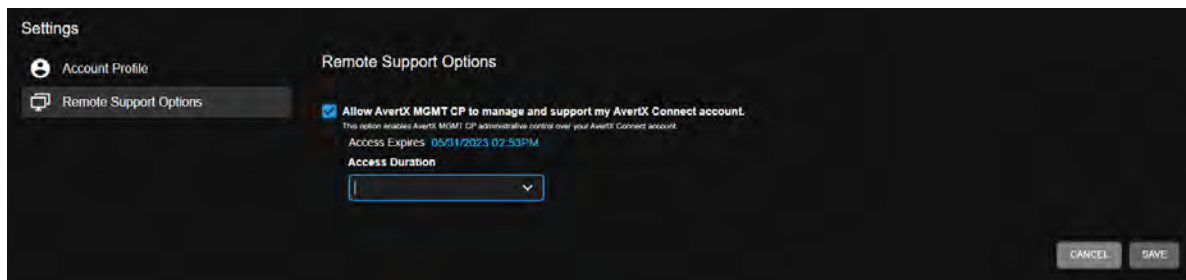 Settings
Account Profile
Remote Support Options
Remote Support Options
Allow AvertX MGMT CP to manage and support my AvertX Connect account.
This option enables AvertX MGMT CP administrative control over your AvertX Connect account
Access Expires 05/31/2023 02:53PM
Access Duration
CANCEL SAVE